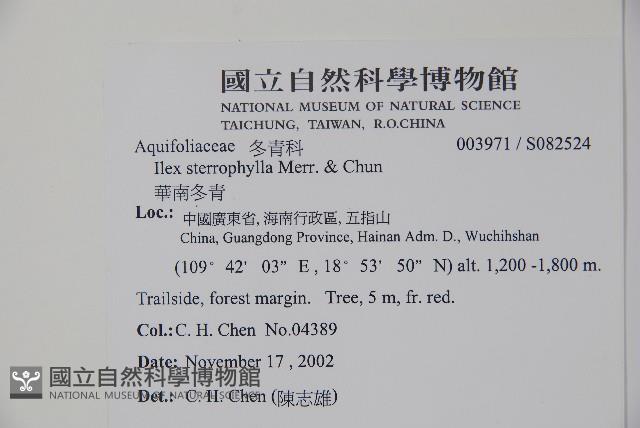 國立自然科學博物館
NATIONAL MUSEUM OF NATURAL SCIENCE
TAICHUNG, TAIWAN, R.O.CHINA
Aquifoliaceae 冬青科 003971 / S082524
Ilex sterrophylla Merr. & Chun
華南冬青
Loc.: 中國廣東省, 海南行政區, 五指山
China, Guangdong Province, Hainan Adm. D., Wuchihshan
(109° 42' 03" E , 18° 53' 50" N) alt. 1,200 -1,800 m.
Trailside, forest margin. Tree, 5 m, fr. red.
Col.: C. H. Chen No.04389
Date: November 17 , 2002
Det.: C. H. Chen (陳志雄)
國立自然科學博物館
NATIONAL MUSEUM OF NATURAL SCIENCE